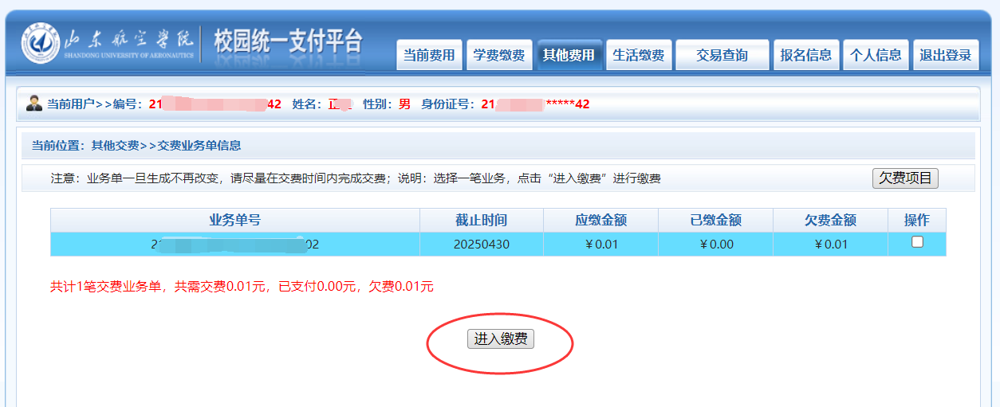 山东航空学院
SHANDONG UNIVERSITY OF AERONAUTICS
校园统一支付平台
当前费用 学费缴费 其他费用 生活缴费 交易查询 报名信息 个人信息 退出登录
当前用户>>编号：21 42 姓名： 性别：男 身份证号：21 *****42
当前位置：其他交费>>交费业务单信息
注意：业务单一旦生成不再改变，请尽量在交费时间内完成交费；说明：选择一笔业务，点击“进入缴费”进行缴费 欠费项目
业务单号 截止时间 应缴金额 已缴金额 欠费金额 操作
2 02 20250430 ￥0.01 ￥0.00 ￥0.01
共计1笔交费业务单，共需交费0.01元，已支付0.00元，欠费0.01元
进入缴费